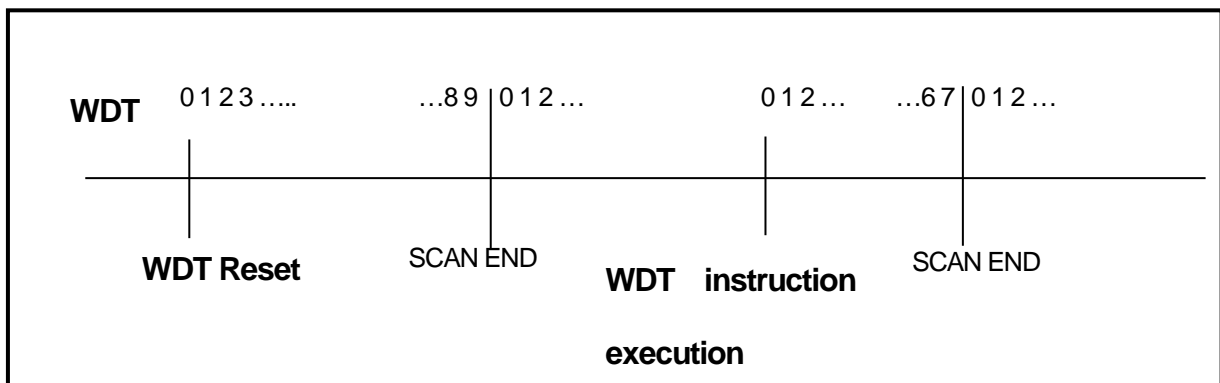 WDT 0 1 2 3 ..... ...8 9 0 1 2 ... 0 1 2 ... ...6 7 0 1 2 ...
WDT Reset SCAN END WDT instruction SCAN END
execution